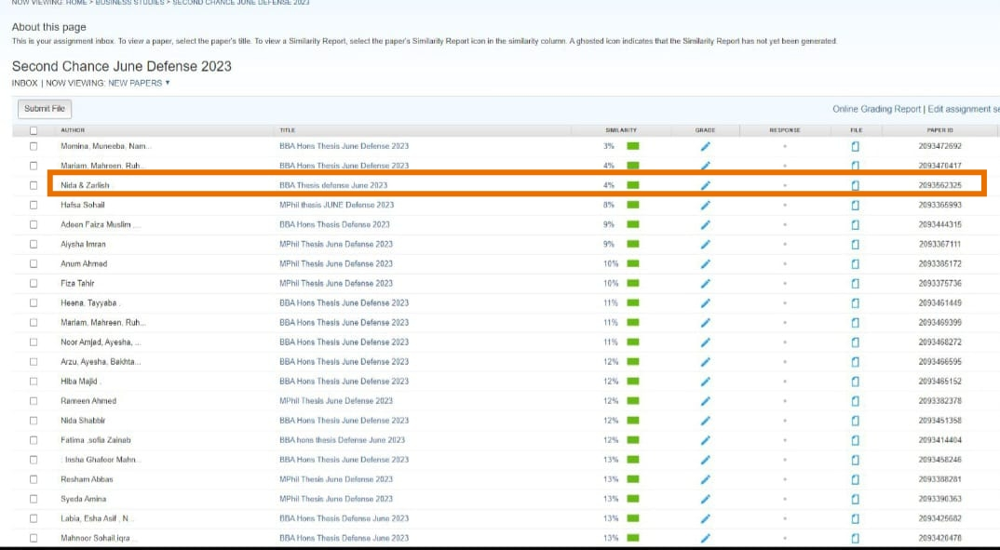 NOW VIEWING: HOME > BUSINESS STUDIES > SECOND CHANCE JUNE DEFENSE 2023
About this page
This is your assignment inbox. To view a paper, select the paper's title. To view a Similarity Report, select the paper's Similarity Report icon in the similarity column. A ghosted icon indicates that the Similarity Report has not yet been generated.
Second Chance June Defense 2023
INBOX | NOW VIEWING: NEW PAPERS ▼
Submit File
Online Grading Report | Edit assignment se
AUTHOR TITLE SIMILARITY GRADE RESPONSE FILE PAPER ID
Momina, Muneeba, Nam... BBA Hons Thesis June Defense 2023 3% 2093472692
Mariam, Mahreen, Ruh... BBA Hons Thesis June Defense 2023 4% 2093470417
Nida & Zarlish BBA Thesis defense June 2023 4% 2093562325
Hafsa Sohail MPhil thesis JUNE Defense 2023 8% 2093365993
Adeen Faiza Muslim ... BBA Hons Thesis Defense 2023 9% 2093444315
Aiysha Imran MPhil Thesis June Defense 2023 9% 2093367111
Anum Ahmed MPhil Thesis June Defense 2023 10% 2093385172
Fiza Tahir MPhil Thesis June Defense 2023 10% 2093375736
Heena, Tayyaba . BBA Hons Thesis June Defense 2023 11% 2093461449
Mariam, Mahreen, Ruh... BBA Hons Thesis June Defense 2023 11% 2093469399
Noor Amjad, Ayesha, ... BBA Hons Thesis June Defense 2023 11% 2093468272
Arzu, Ayesha, Bakhta... BBA Hons Thesis June Defense 2023 12% 2093466595
Hiba Majid . BBA Hons Thesis June Defense 2023 12% 2093465152
Rameen Ahmed MPhil Thesis June Defense 2023 12% 2093382378
Nida Shabbir BBA Hons Thesis June Defense 2023 12% 2093451358
Fatima ,sofia Zainab BBA hons thesis Defense June 2023 12% 2093414404
: Insha Ghafoor Mahn... BBA Hons Thesis June Defense 2023 13% 2093458246
Resham Abbas MPhil Thesis June Defense 2023 13% 2093388281
Syeda Amina MPhil Thesis June Defense 2023 13% 2093390363
Labia, Esha Asif , N... BBA Hons Thesis June Defense 2023 13% 2093425682
Mahnoor Sohail,iqra ... BBA Hons Thesis Defense June 2023 13% 2093420478